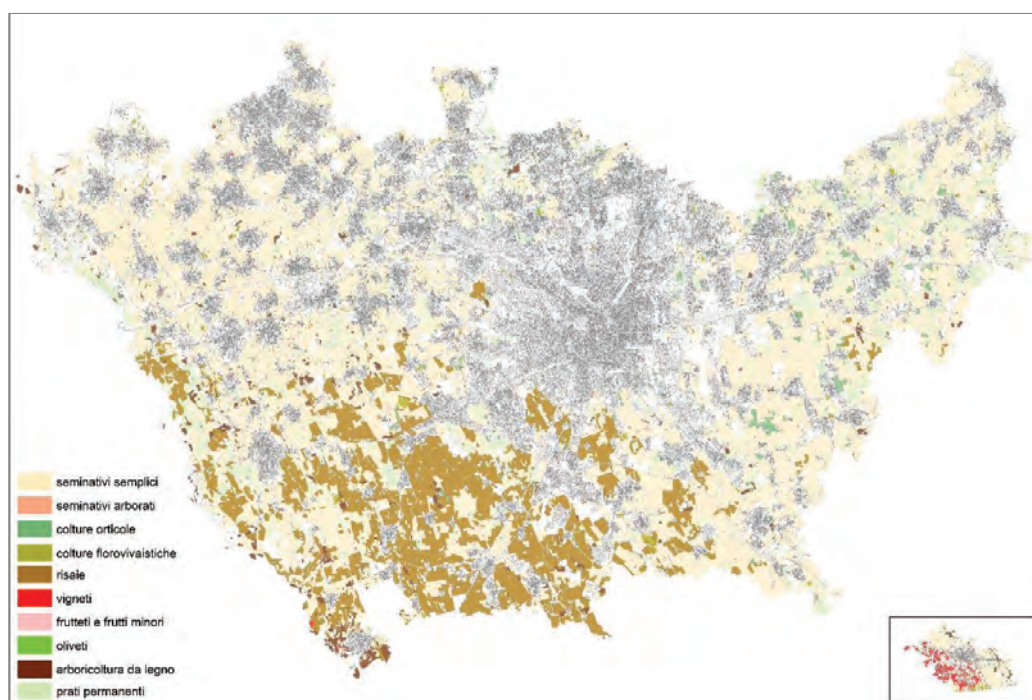 seminativi semplici
seminativi arborati
colture orticole
colture florovivaistiche
risaie
vigneti
frutteti e frutti minori
oliveti
arboricoltura da legno
prati permanenti